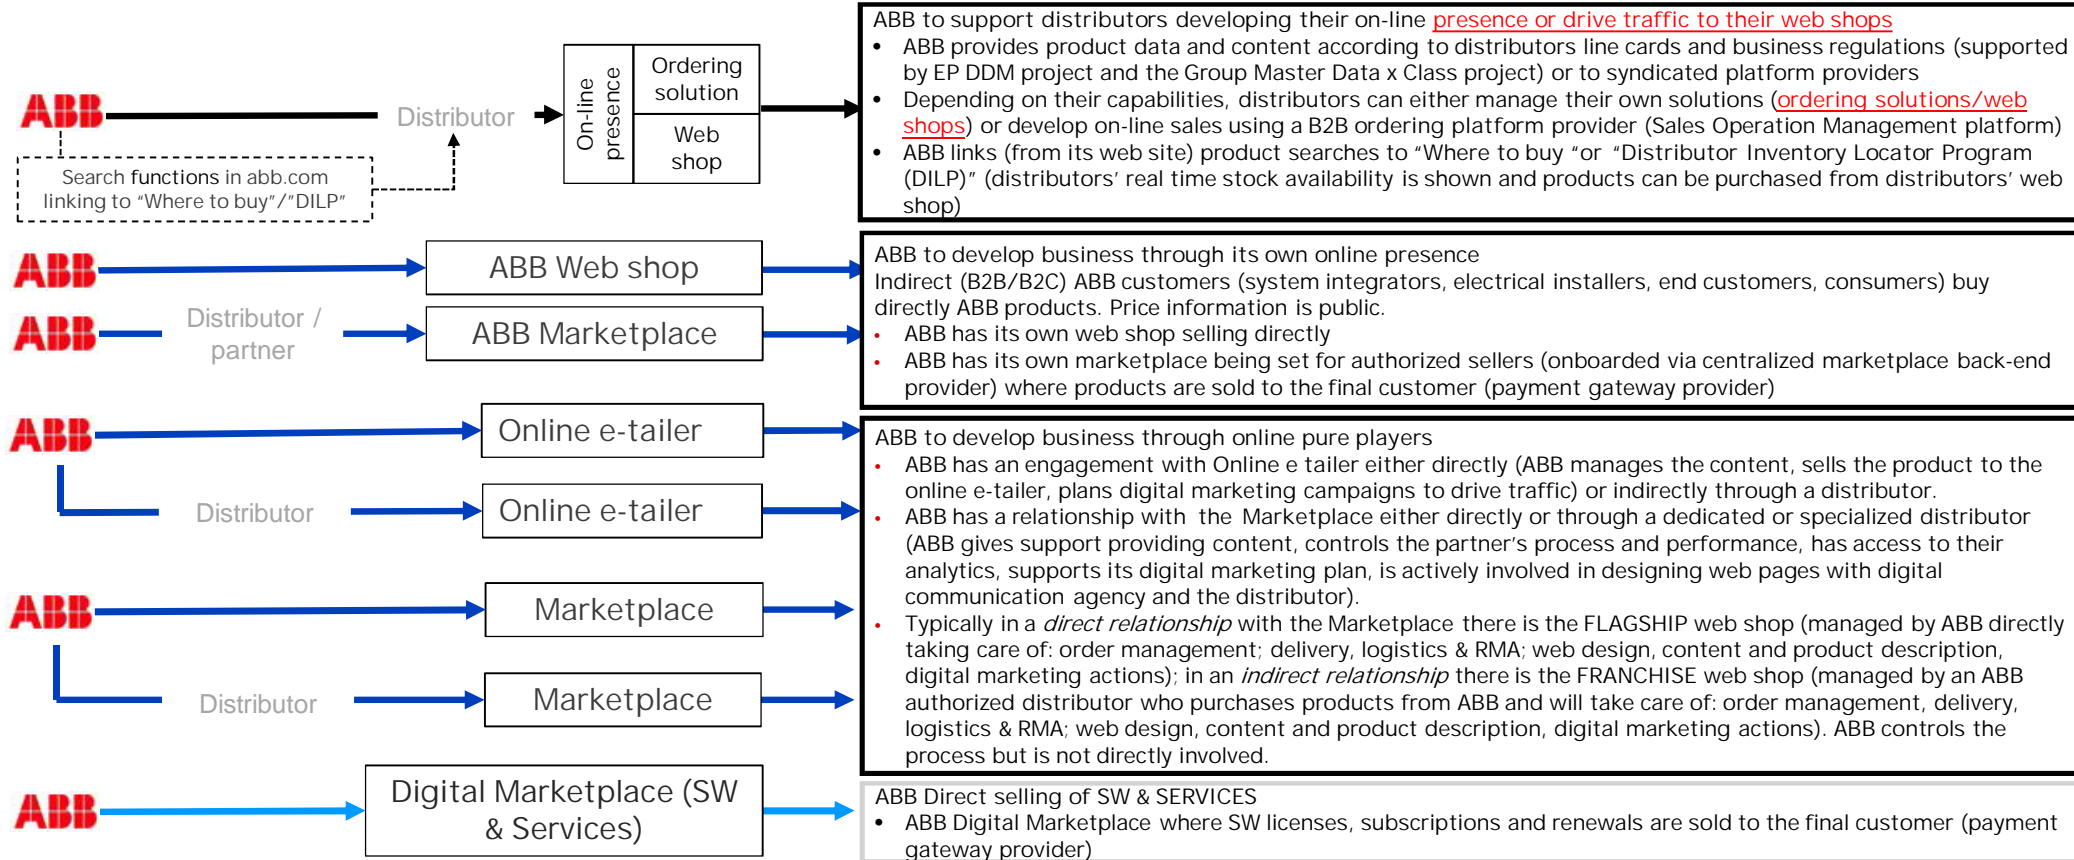 ABB
Distributor
On-line
presence
Ordering
solution
Web
shop
Search functions in abb.com
linking to “Where to buy”/”DILP”
ABB to support distributors developing their on-line presence or drive traffic to their web shops
• ABB provides product data and content according to distributors line cards and business regulations (supported
by EP DDM project and the Group Master Data x Class project) or to syndicated platform providers
• Depending on their capabilities, distributors can either manage their own solutions (ordering solutions/web
shops) or develop on-line sales using a B2B ordering platform provider (Sales Operation Management platform)
• ABB links (from its web site) product searches to “Where to buy “or “Distributor Inventory Locator Program
(DILP)” (distributors’ real time stock availability is shown and products can be purchased from distributors’ web
shop)
ABB
ABB Web shop
ABB
Distributor /
partner
ABB Marketplace
ABB to develop business through its own online presence
Indirect (B2B/B2C) ABB customers (system integrators, electrical installers, end customers, consumers) buy
directly ABB products. Price information is public.
• ABB has its own web shop selling directly
• ABB has its own marketplace being set for authorized sellers (onboarded via centralized marketplace back-end
provider) where products are sold to the final customer (payment gateway provider)
ABB
Online e-tailer
Distributor
Online e-tailer
ABB
Marketplace
Distributor
Marketplace
ABB to develop business through online pure players
• ABB has an engagement with Online e tailer either directly (ABB manages the content, sells the product to the
online e-tailer, plans digital marketing campaigns to drive traffic) or indirectly through a distributor.
• ABB has a relationship with the Marketplace either directly or through a dedicated or specialized distributor
(ABB gives support providing content, controls the partner’s process and performance, has access to their
analytics, supports its digital marketing plan, is actively involved in designing web pages with digital
communication agency and the distributor).
• Typically in a direct relationship with the Marketplace there is the FLAGSHIP web shop (managed by ABB directly
taking care of: order management; delivery, logistics & RMA; web design, content and product description,
digital marketing actions); in an indirect relationship there is the FRANCHISE web shop (managed by an ABB
authorized distributor who purchases products from ABB and will take care of: order management, delivery,
logistics & RMA; web design, content and product description, digital marketing actions). ABB controls the
process but is not directly involved.
ABB
Digital Marketplace (SW
& Services)
ABB Direct selling of SW & SERVICES
• ABB Digital Marketplace where SW licenses, subscriptions and renewals are sold to the final customer (payment
gateway provider)